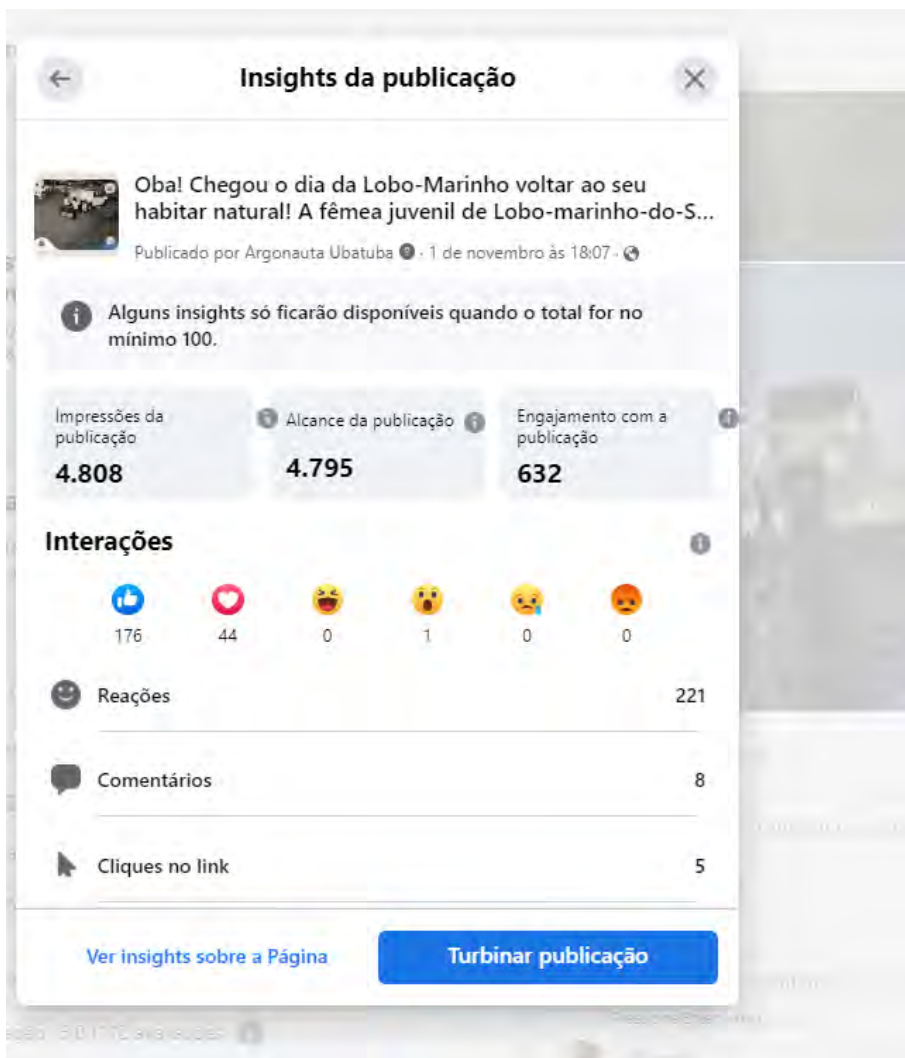 Insights da publicação
Oba! Chegou o dia da Lobo-Marinho voltar ao seu
habitar natural! A fêmea juvenil de Lobo-marinho-do-S...
Publicado por Argonauta Ubatuba · 1 de novembro às 18:07 ·
Alguns insights só ficarão disponíveis quando o total for no
mínimo 100.
Impressões da
publicação
4.808
Alcance da publicação
4.795
Engajamento com a
publicação
632
Interações
176 44 0 1 0 0
Reações 221
Comentários 8
Cliques no link 5
Ver insights sobre a Página
Turbinar publicação